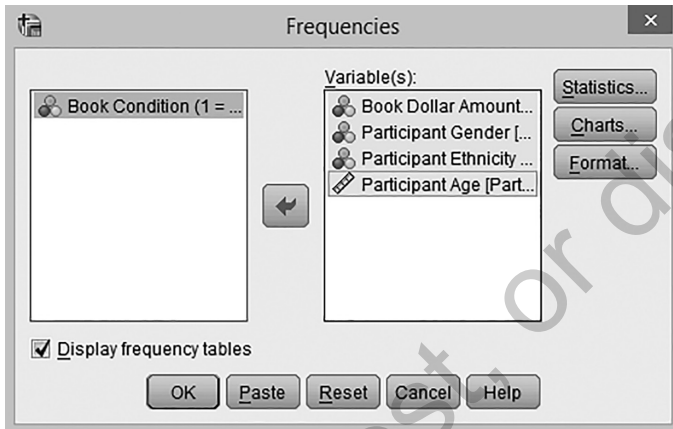 Frequencies
Variable(s):
Book Condition (1 = ...
Book Dollar Amount...
Participant Gender [...
Participant Ethnicity ...
Participant Age [Part...
Statistics...
Charts...
Format...
Display frequency tables
OK Paste Reset Cancel Help
or